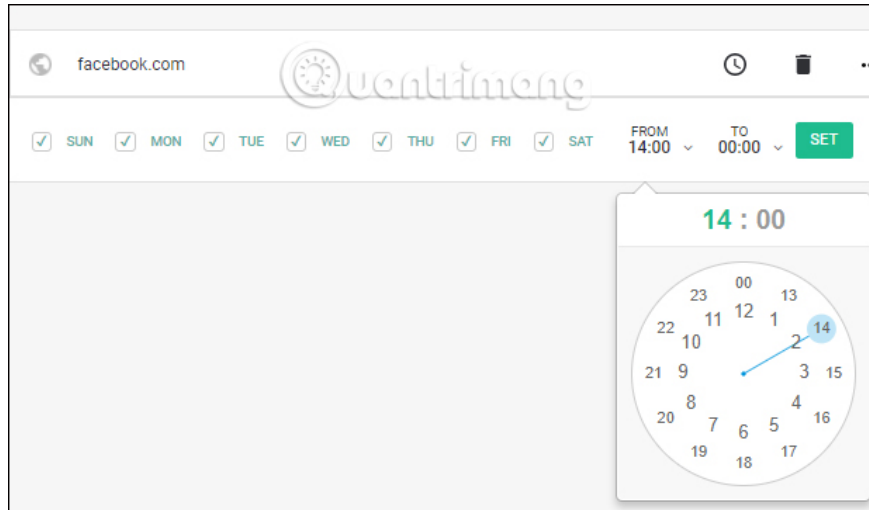 facebook.com
Quantrimang
SUN MON TUE WED THU FRI SAT
FROM
14:00
TO
00:00
SET
14 : 00
00
23 13
12
11 1
22 14
10 2
21 9 3 15
8 4
20 16
7 5
6
19 17
18